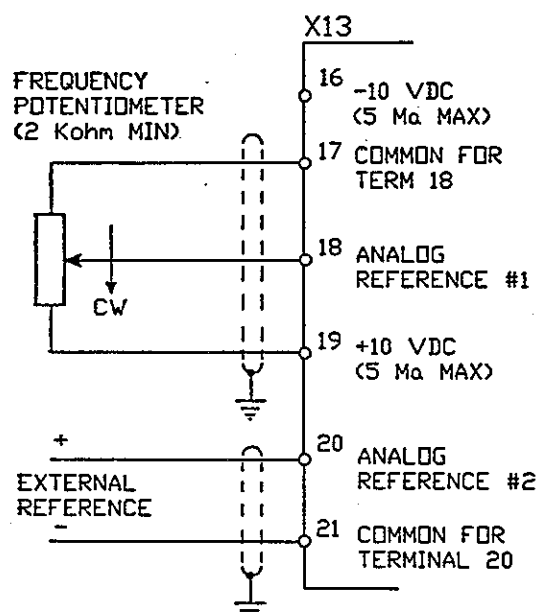 X13
FREQUENCY
POTENTIOMETER
(2 Kohm MIN)
16
-10 VDC
(5 Ma MAX)
17
COMMON FOR
TERM 18
18
ANALOG
REFERENCE #1
CW
19
+10 VDC
(5 Ma MAX)
+
EXTERNAL
REFERENCE
-
20
ANALOG
REFERENCE #2
21
COMMON FOR
TERMINAL 20